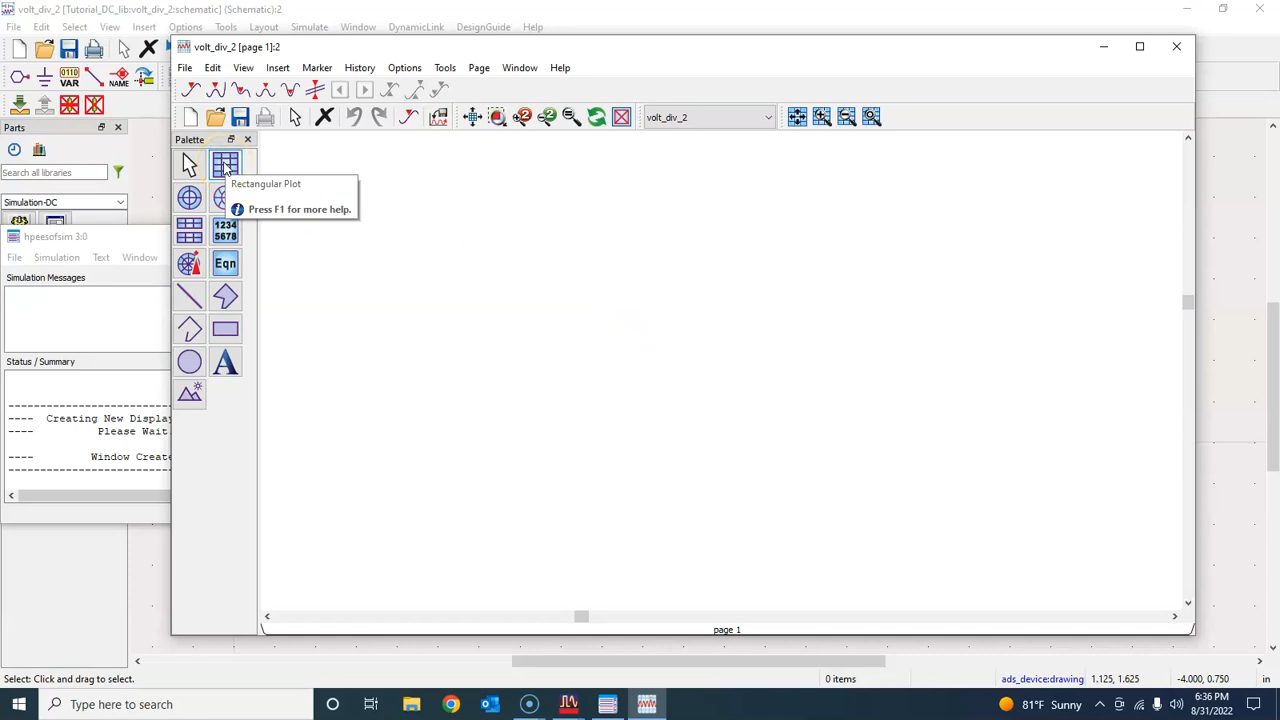 volt_div_2 [Tutorial_DC_lib:volt_div_2:schematic] (Schematic):2
File Edit Select View Insert Options Tools Layout Simulate Window DynamicLink DesignGuide Help
volt_div_2 [page 1]:2
File Edit View Insert Marker History Options Tools Page Window Help
0110
VAR
NAME
volt_div_2
Parts
Palette
Search all libraries
Simulation-DC
Rectangular Plot
Press F1 for more help.
1234
5678
hpeesofsim 3:0
File Simulation Text Window
Eqn
Simulation Messages
Status / Summary
A
----------------------------
---- Creating New Display
---- Please Wait
---- Window Create
----------------------------
page 1
Select: Click and drag to select.
0 items
ads_device:drawing
1.125, 1.625
-4.000, 0.750
in
Type here to search
81°F Sunny
6:36 PM
8/31/2022